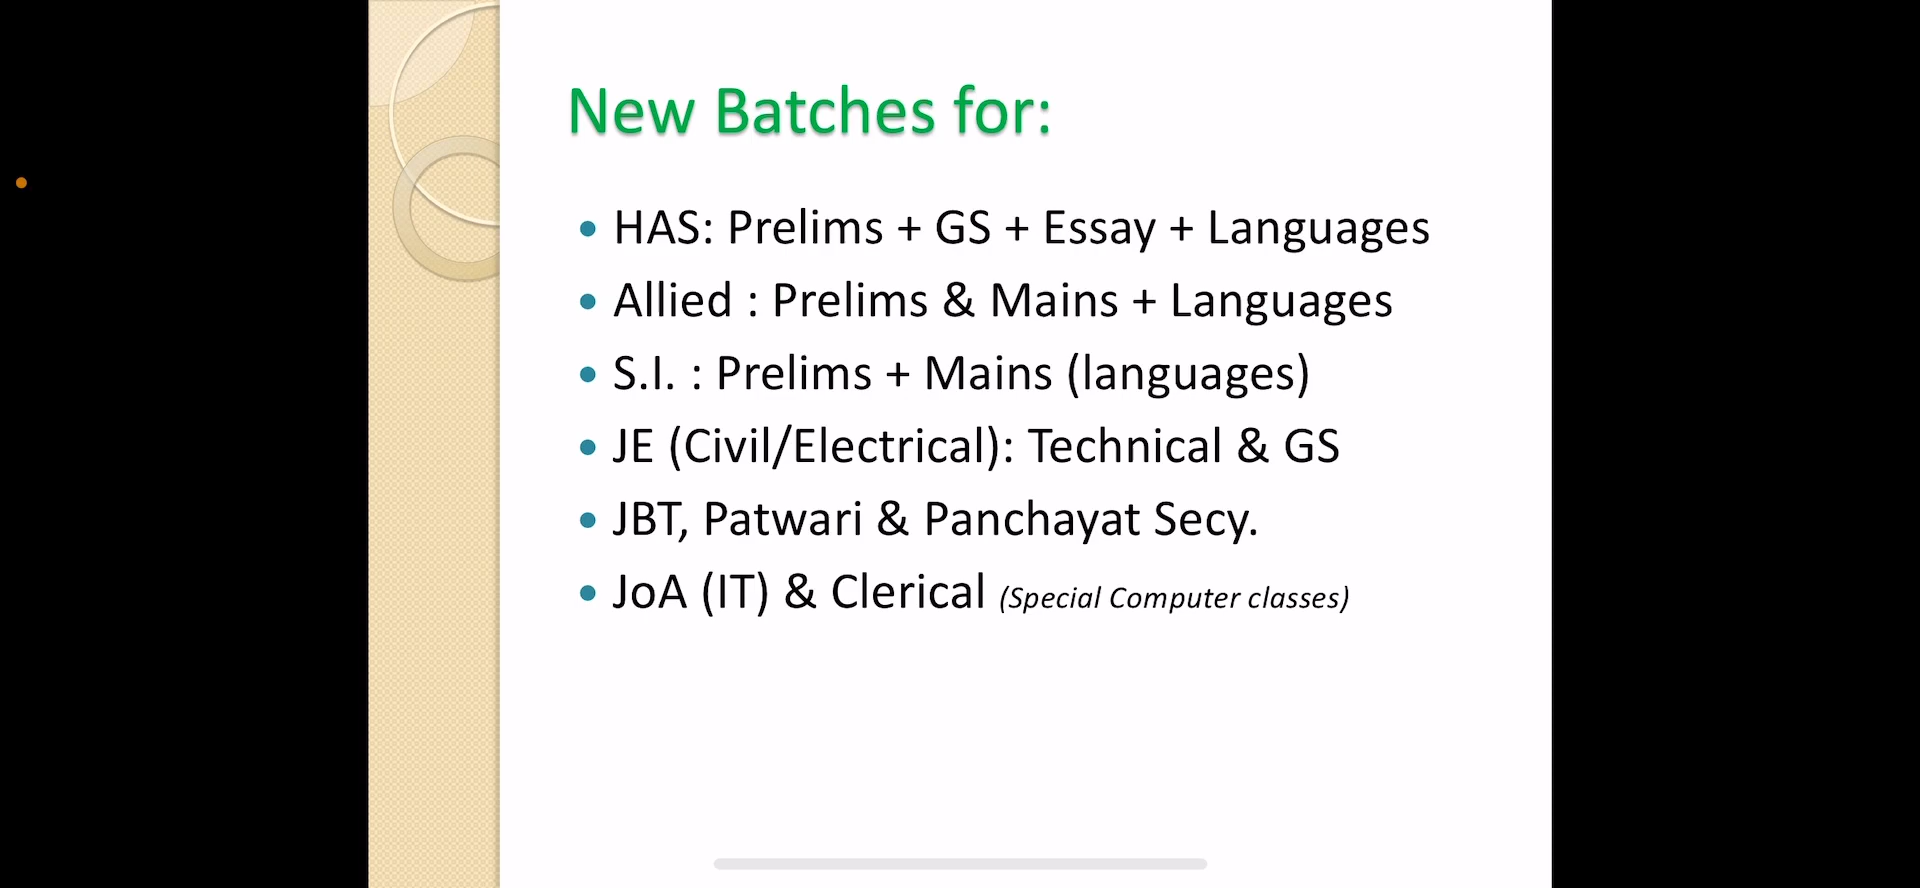 New Batches for:
• HAS: Prelims + GS + Essay + Languages
• Allied : Prelims & Mains + Languages
• S.I. : Prelims + Mains (languages)
• JE (Civil/Electrical): Technical & GS
• JBT, Patwari & Panchayat Secy.
• JoA (IT) & Clerical (Special Computer classes)